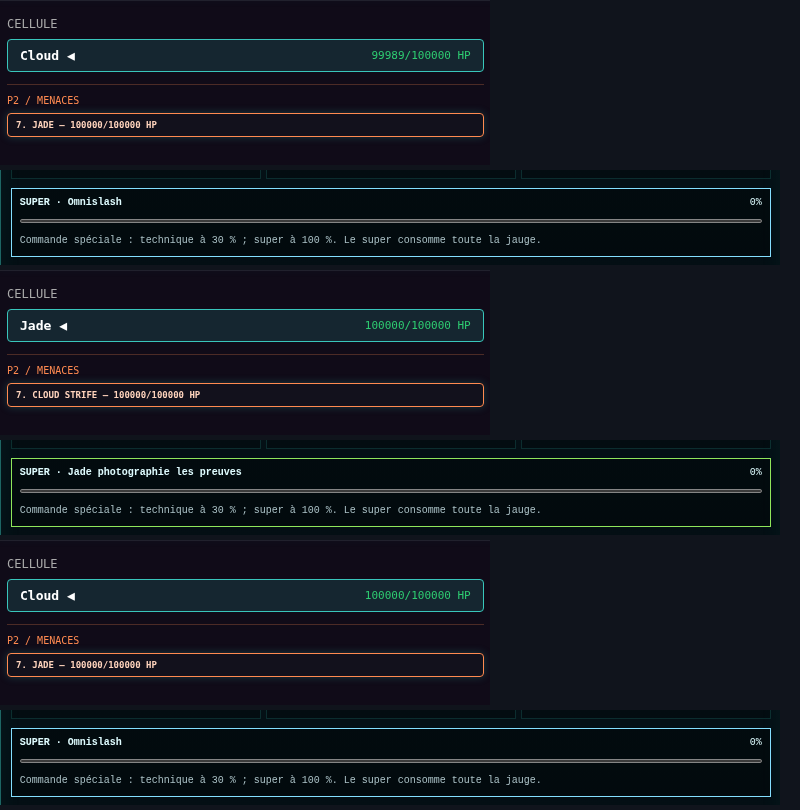 CELLULE
Cloud ◀ 99989/100000 HP
P2 / MENACES
7. JADE — 100000/100000 HP
SUPER · Omnislash 0%
Commande spéciale : technique à 30 % ; super à 100 %. Le super consomme toute la jauge.
CELLULE
Jade ◀ 100000/100000 HP
P2 / MENACES
7. CLOUD STRIFE — 100000/100000 HP
SUPER · Jade photographie les preuves 0%
Commande spéciale : technique à 30 % ; super à 100 %. Le super consomme toute la jauge.
CELLULE
Cloud ◀ 100000/100000 HP
P2 / MENACES
7. JADE — 100000/100000 HP
SUPER · Omnislash 0%
Commande spéciale : technique à 30 % ; super à 100 %. Le super consomme toute la jauge.